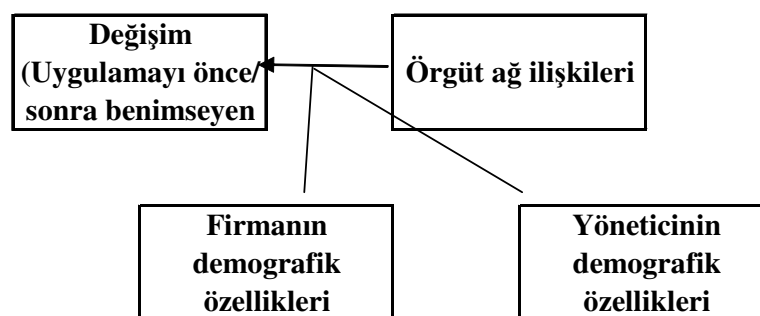 Değişim
(Uygulamayı önce/
sonra benimseyen
Örgüt ağ ilişkileri
Firmanın
demografik
özellikleri
Yöneticinin
demografik
özellikleri